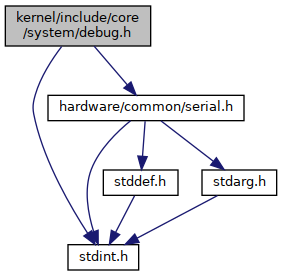 kernel/include/core
/system/debug.h
hardware/common/serial.h
stddef.h
stdarg.h
stdint.h